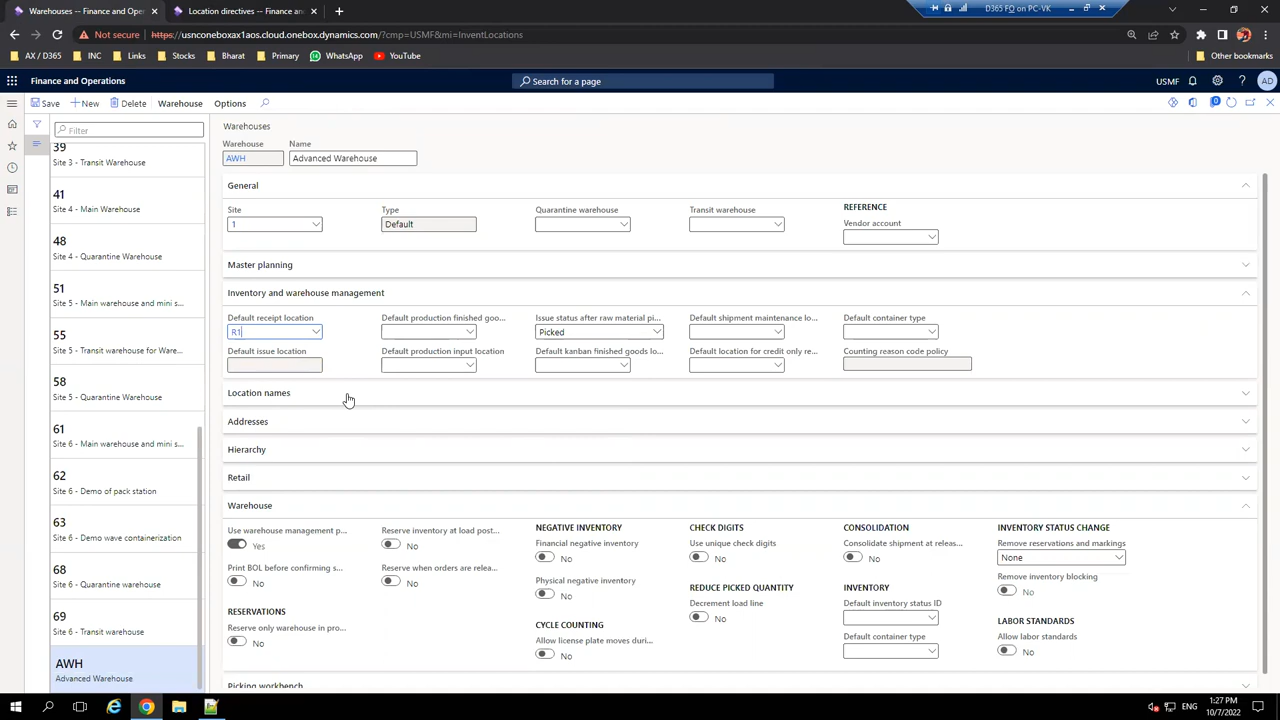 Warehouses -- Finance and Operati
Location directives -- Finance an
D365 FO on PC-VK
Not secure
https://usnconeboxax1aos.cloud.onebox.dynamics.com/?cmp=USMF&mi=InventLocations
AX / D365
INC
Links
Stocks
Bharat
Primary
WhatsApp
YouTube
Other bookmarks
Finance and Operations
Search for a page
USMF
AD
Save
New
Delete
Warehouse
Options
0
Filter
39
Site 3 - Transit Warehouse
41
Site 4 - Main Warehouse
48
Site 4 - Quarantine Warehouse
51
Site 5 - Main warehouse and mini s...
55
Site 5 - Transit warehouse for Ware...
58
Site 5 - Quarantine Warehouse
61
Site 6 - Main warehouse and mini s...
62
Site 6 - Demo of pack station
63
Site 6 - Demo wave containerization
68
Site 6 - Quarantine warehouse
69
Site 6 - Transit warehouse
AWH
Advanced Warehouse
Warehouses
Warehouse
Name
AWH
Advanced Warehouse
General
Site
Type
Quarantine warehouse
Transit warehouse
REFERENCE
Vendor account
1
Default
Master planning
Inventory and warehouse management
Default receipt location
Default production finished goo...
Issue status after raw material pi...
Default shipment maintenance lo...
Default container type
R1
Picked
Default issue location
Default production input location
Default kanban finished goods lo...
Default location for credit only re...
Counting reason code policy
Location names
Addresses
Hierarchy
Retail
Warehouse
Use warehouse management p...
Yes
Print BOL before confirming s...
No
RESERVATIONS
Reserve only warehouse in pro...
No
Reserve inventory at load post...
No
Reserve when orders are relea...
No
NEGATIVE INVENTORY
Financial negative inventory
No
Physical negative inventory
No
CYCLE COUNTING
Allow license plate moves duri...
No
CHECK DIGITS
Use unique check digits
No
REDUCE PICKED QUANTITY
Decrement load line
No
CONSOLIDATION
Consolidate shipment at releas...
No
INVENTORY
Default inventory status ID
Default container type
INVENTORY STATUS CHANGE
Remove reservations and markings
None
Remove inventory blocking
No
LABOR STANDARDS
Allow labor standards
No
Picking workbench
ENG
1:27 PM
10/7/2022